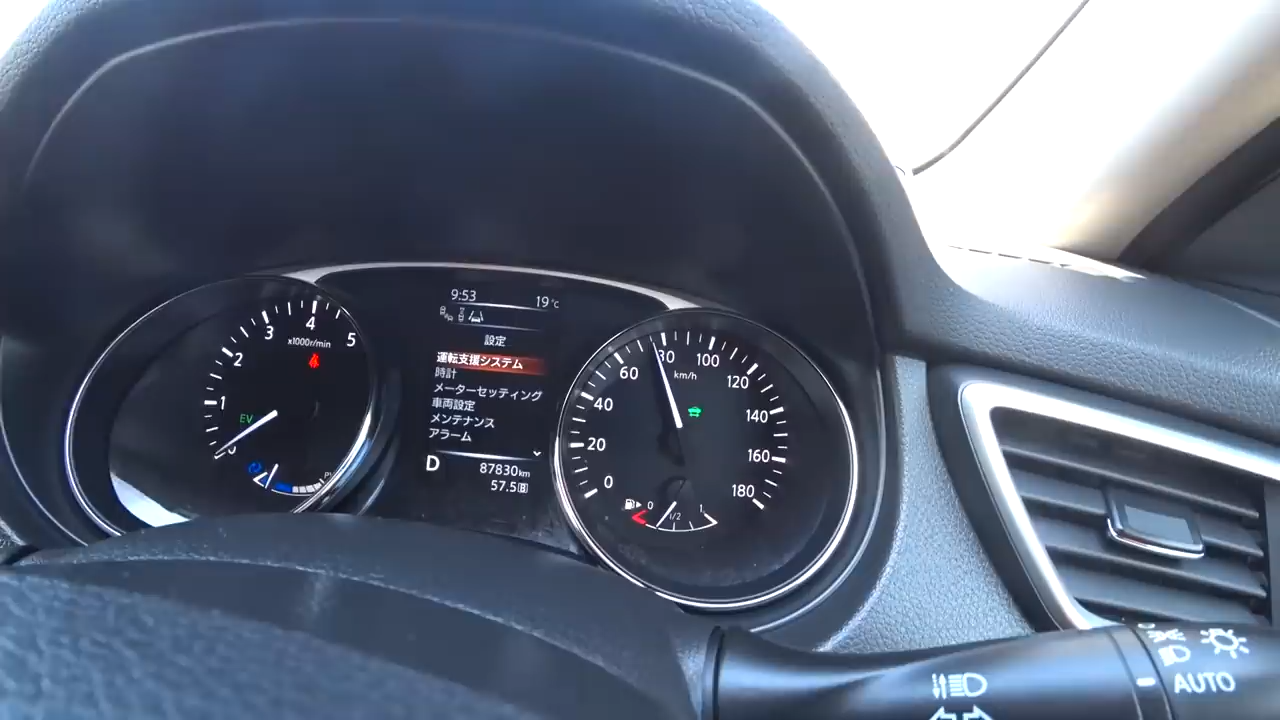 9:53
19℃
設定
運転支援システム
時計
メーターセッティング
車両設定
メンテナンス
アラーム
D
87830km
57.5B
0
1
2
3
4
5
x1000r/min
EV
0
20
40
60
80
100
120
140
160
180
km/h
0
1/2
1
AUTO